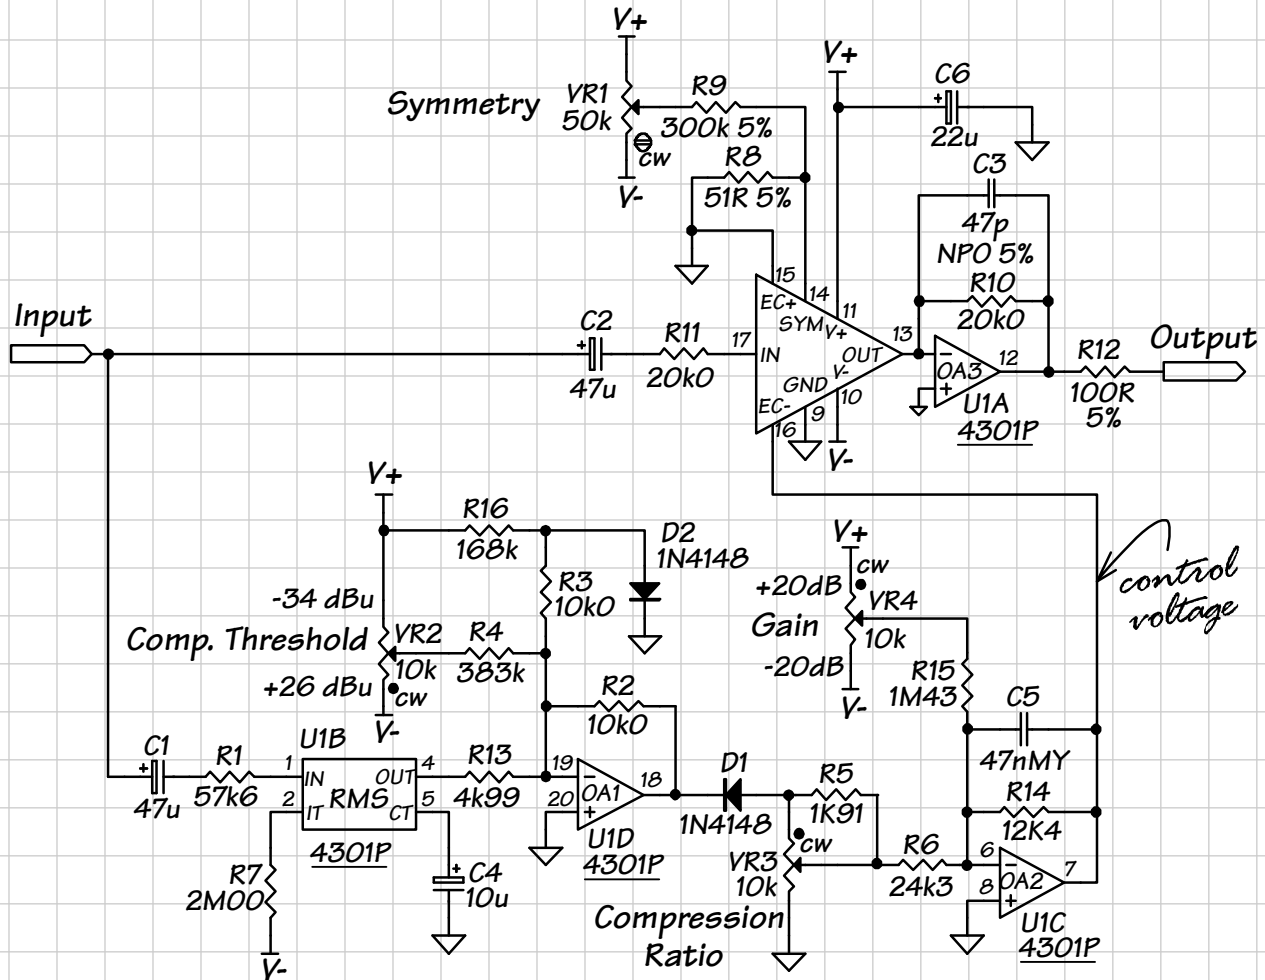 V+
V+
Symmetry
VR1
50k
cw
V-
R9
300k 5%
R8
51R 5%
+
C6
22u
C3
47p
NPO 5%
R10
20k0
Input
+
C2
47u
R11
20k0
17
15
14
11
EC+
SYM
V+
IN
OUT
V-
GND
EC-
16
9
10
V-
13
−
OA3
+
12
U1A
4301P
R12
100R
5%
Output
V+
R16
168k
D2
1N4148
R3
10k0
-34 dBu
Comp. Threshold
+26 dBu
VR2
10k
cw
V-
R4
383k
R2
10k0
V+
cw
+20dB
Gain
-20dB
VR4
10k
V-
R15
1M43
control
voltage
C5
47nMY
R14
12K4
+
C1
47u
R1
57k6
U1B
1
IN
OUT
4
2
IT
RMS
CT
5
4301P
R7
2M00
V-
+
C4
10u
R13
4k99
19
−
20
+
OA1
18
U1D
4301P
D1
1N4148
R5
1K91
cw
VR3
10k
Compression
Ratio
R6
24k3
6
−
8
+
OA2
7
U1C
4301P